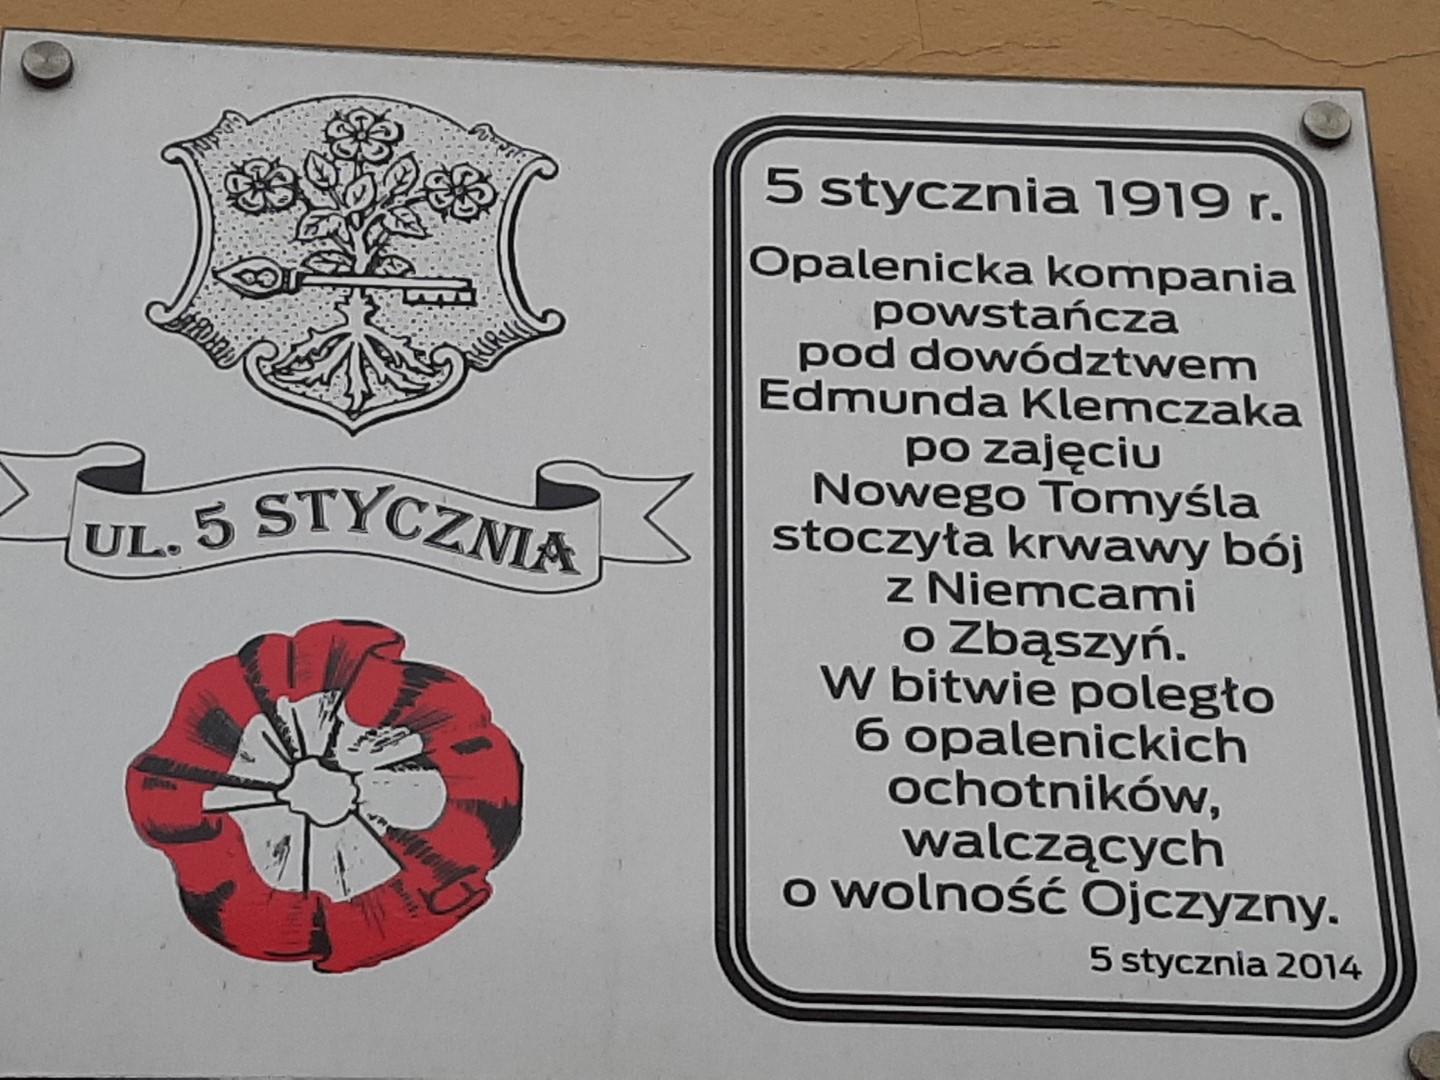 UL. 5 STYCZNIA
5 stycznia 1919 r.
Opalenicka kompania
powstańcza
pod dowództwem
Edmunda Klemczaka
po zajęciu
Nowego Tomyśla
stoczyła krwawy bój
z Niemcami
o Zbąszyń.
W bitwie poległo
6 opalenickich
ochotników,
walczących
o wolność Ojczyzny.
5 stycznia 2014